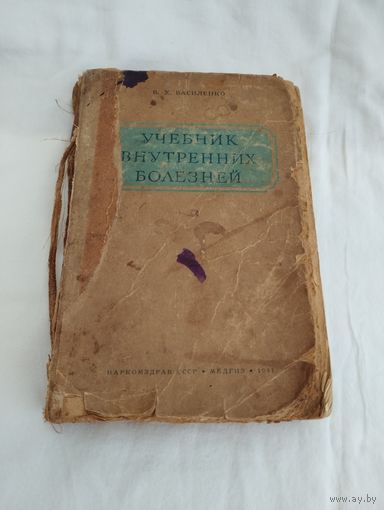 В. Х. ВАСИЛЕНКО
УЧЕБНИК
ВНУТРЕННИХ
БОЛЕЗНЕЙ
НАРКОМЗДРАВ СССР • МЕДГИЗ • 1941
www.ay.by